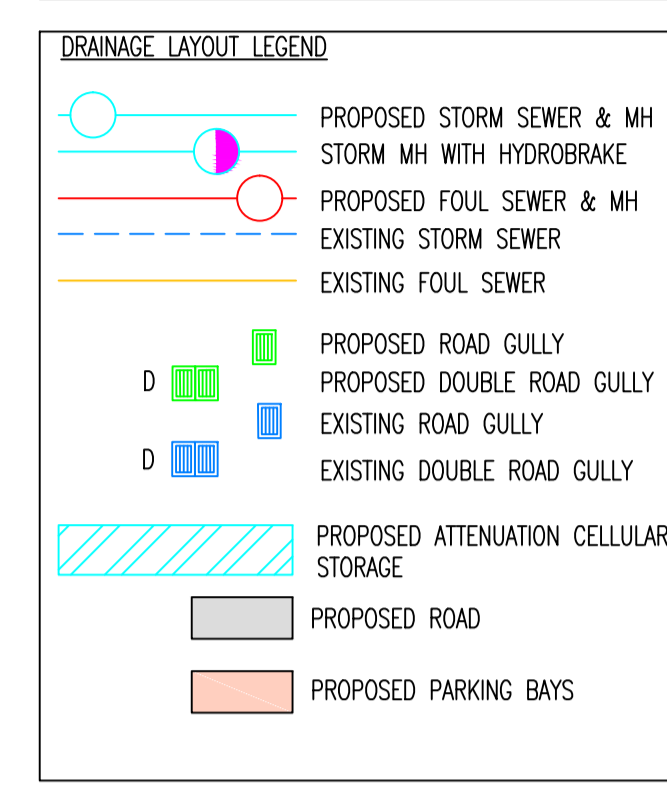 DRAINAGE LAYOUT LEGEND
PROPOSED STORM SEWER & MH
STORM MH WITH HYDROBRAKE
PROPOSED FOUL SEWER & MH
EXISTING STORM SEWER
EXISTING FOUL SEWER
PROPOSED ROAD GULLY
D PROPOSED DOUBLE ROAD GULLY
EXISTING ROAD GULLY
D EXISTING DOUBLE ROAD GULLY
PROPOSED ATTENUATION CELLULAR
STORAGE
PROPOSED ROAD
PROPOSED PARKING BAYS